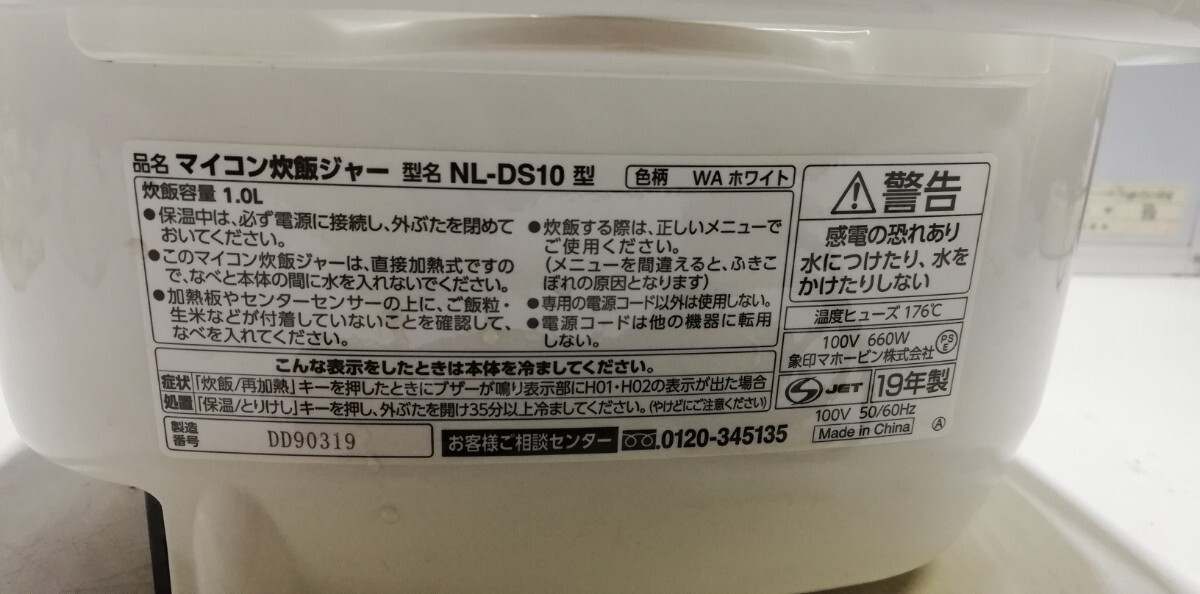 品名 マイコン炊飯ジャー 型名 NL-DS10 型 色柄 WA ホワイト
炊飯容量 1.0L
●保温中は、必ず電源に接続し、外ぶたを閉めて
おいてください。
●このマイコン炊飯ジャーは、直接加熱式ですの
で、なべと本体の間に水を入れないでください。
●加熱板やセンターセンサーの上に、ご飯粒・
生米などが付着していないことを確認して、
なべを入れてください。
●炊飯する際は、正しいメニューで
ご使用ください。
(メニューを間違えると、ふきこ
ぼれの原因となります)
●専用の電源コード以外は使用しない。
●電源コードは他の機器に転用
しない。
こんな表示をしたときは本体を冷ましてください。
症状 「炊飯/再加熱」キーを押したときにブザーが鳴り表示部にH01・H02の表示が出た場合
処置 「保温/とりけし」キーを押し、外ぶたを開け35分以上冷ましてください。(やけどにご注意ください)
製造
番号 DD90319
お客様ご相談センター 0120-345135
警告
感電の恐れあり
水につけたり、水を
かけたりしない
温度ヒューズ 176℃
100V 660W
象印マホービン株式会社 PSE
JET 19年製
100V 50/60Hz
Made in China A